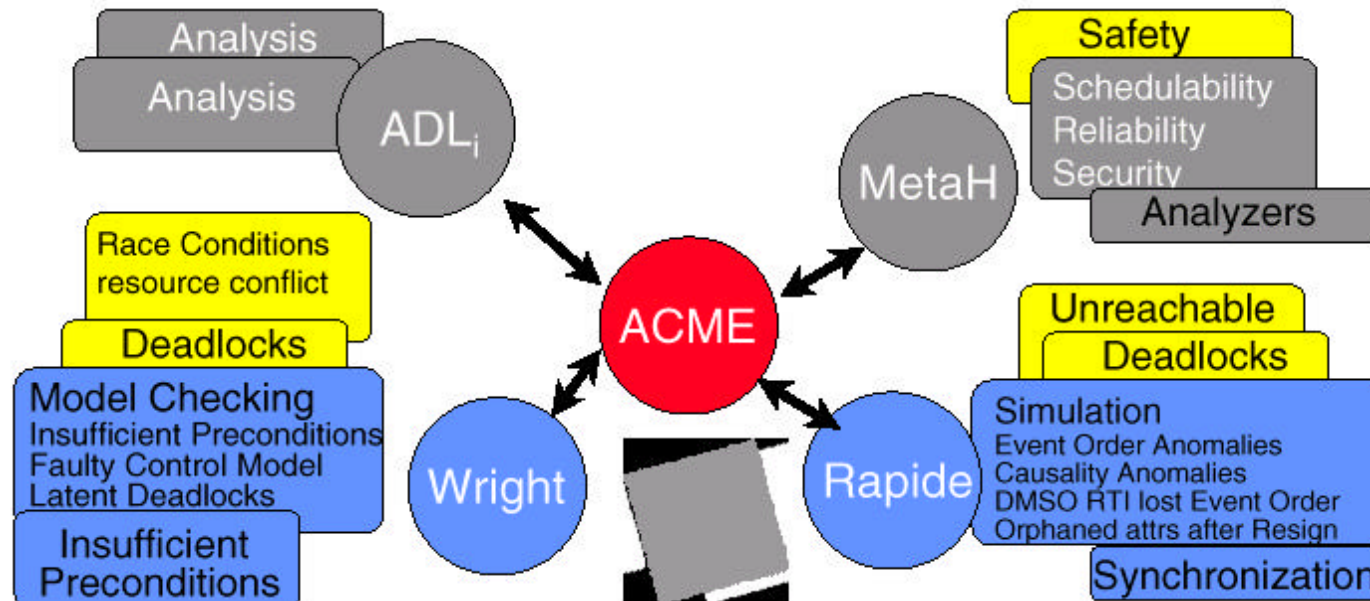 Analysis
Analysis
ADLi
Safety
Schedulability
Reliability
Security
Analyzers
MetaH
Race Conditions
resource conflict
Deadlocks
Model Checking
Insufficient Preconditions
Faulty Control Model
Latent Deadlocks
Insufficient
Preconditions
Wright
ACME
Unreachable
Deadlocks
Simulation
Event Order Anomalies
Causality Anomalies
DMSO RTI lost Event Order
Orphaned attrs after Resign
Synchronization
Rapide